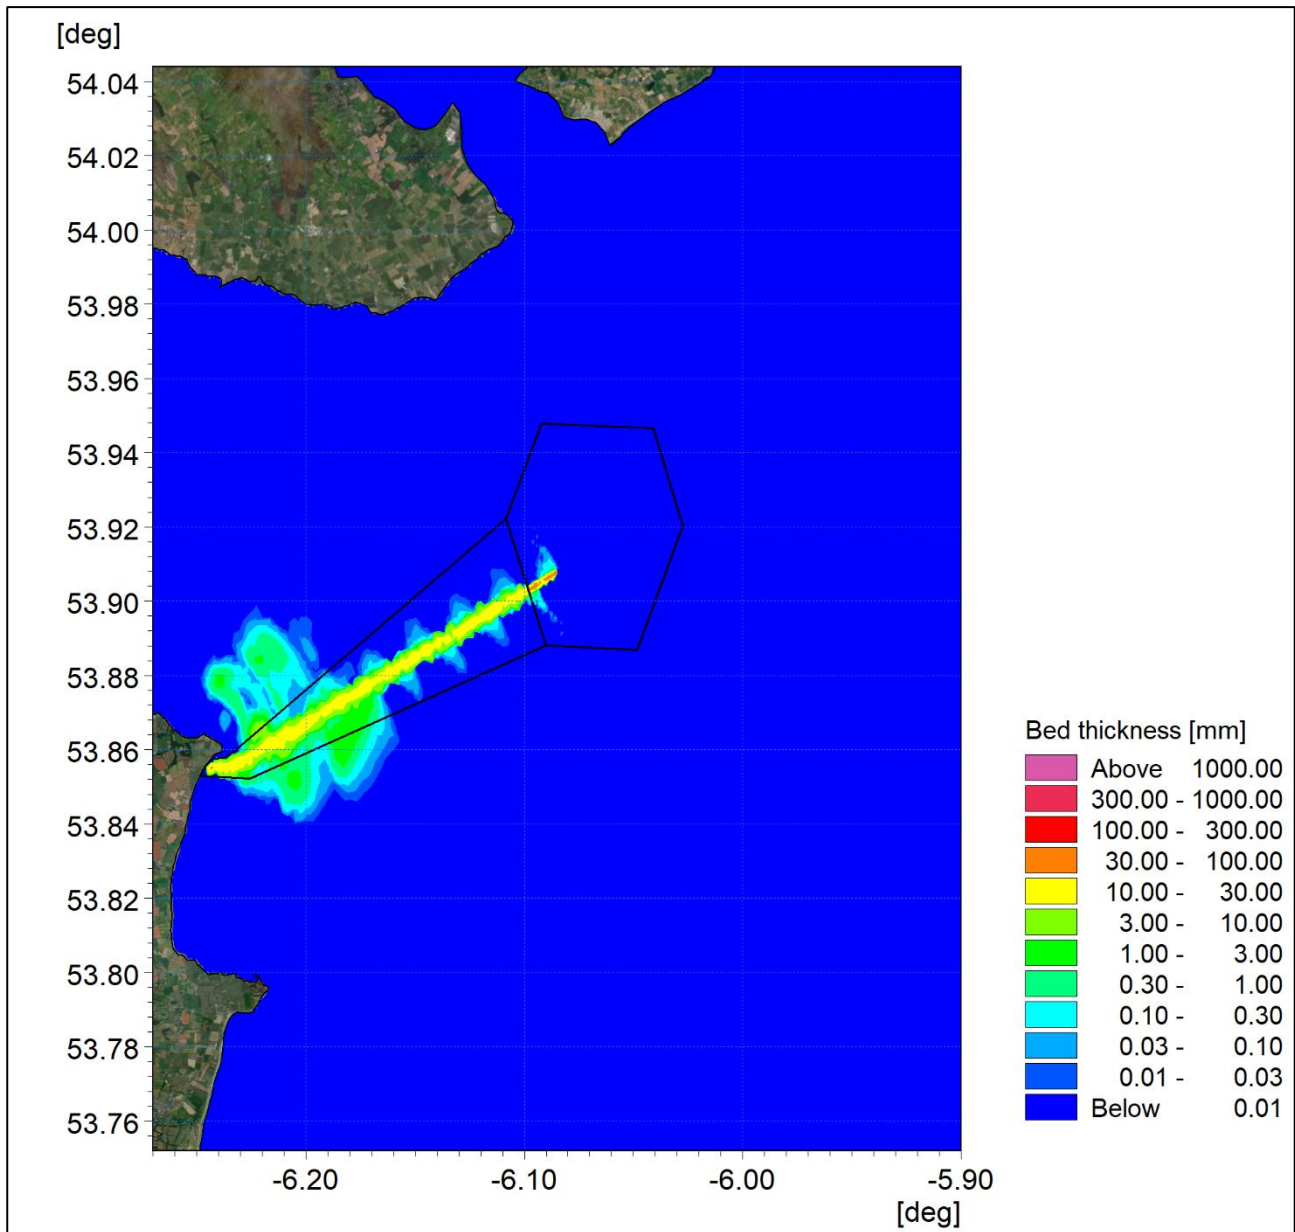 [deg]
54.04
54.02
54.00
53.98
53.96
53.94
53.92
53.90
53.88
53.86
53.84
53.82
53.80
53.78
53.76
-6.20 -6.10 -6.00 -5.90
[deg]
Bed thickness [mm]
Above 1000.00
300.00 - 1000.00
100.00 - 300.00
30.00 - 100.00
10.00 - 30.00
3.00 - 10.00
1.00 - 3.00
0.30 - 1.00
0.10 - 0.30
0.03 - 0.10
0.01 - 0.03
Below 0.01